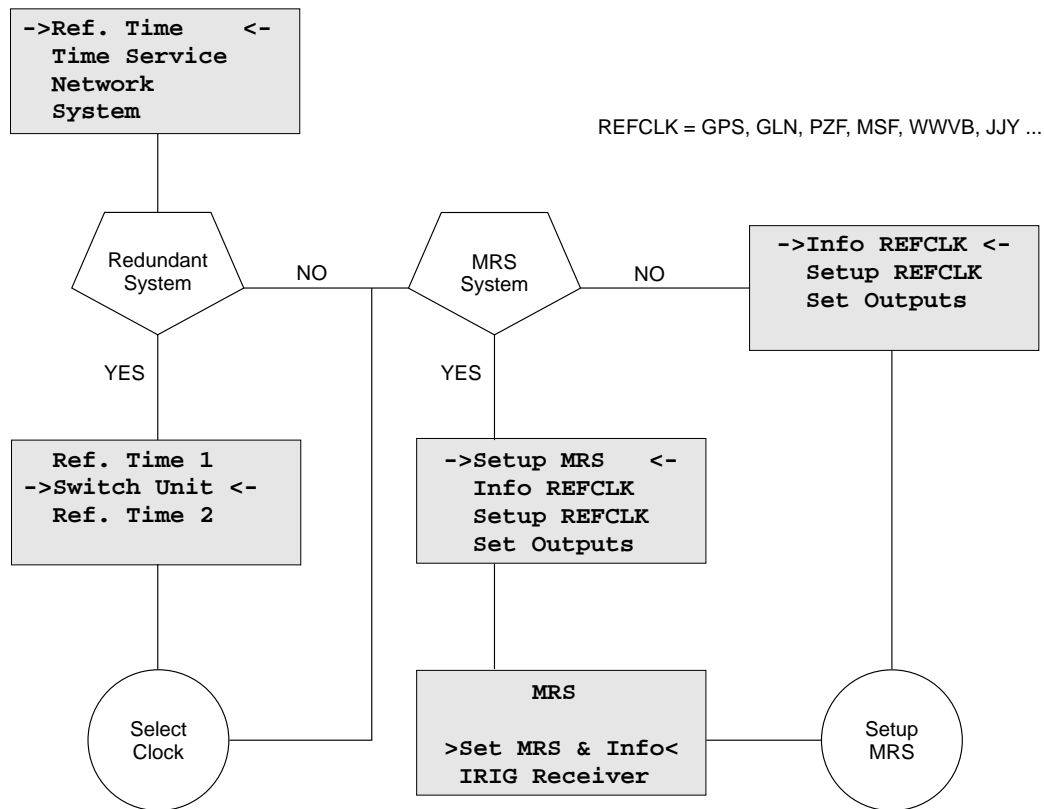 ->Ref. Time <-
Time Service
Network
System
REFCLK = GPS, GLN, PZF, MSF, WWVB, JJY ...
Redundant
System
NO
MRS
System
NO
->Info REFCLK <-
Setup REFCLK
Set Outputs
YES
YES
Ref. Time 1
->Switch Unit <-
Ref. Time 2
->Setup MRS <-
Info REFCLK
Setup REFCLK
Set Outputs
Select
Clock
MRS
>Set MRS & Info<
IRIG Receiver
Setup
MRS